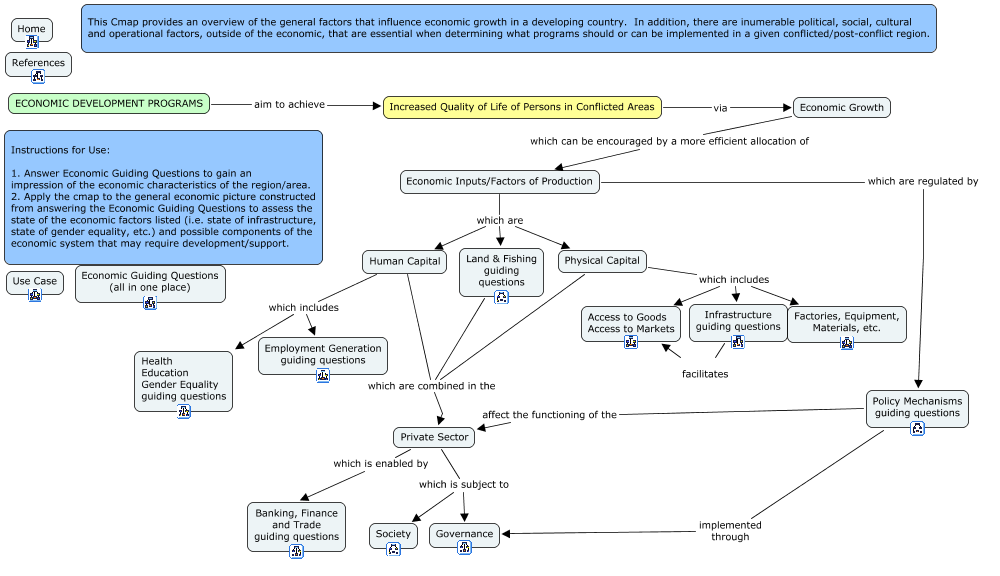 This Cmap provides an overview of the general factors that influence economic growth in a developing country.  In addition, there are inumerable political, social, cultural
and operational factors, outside of the economic, that are essential when determining what programs should or can be implemented in a given conflicted/post-conflict region.
Home
References
ECONOMIC DEVELOPMENT PROGRAMS
aim to achieve
Increased Quality of Life of Persons in Conflicted Areas
via
Economic Growth
which can be encouraged by a more efficient allocation of
Instructions for Use:
1. Answer Economic Guiding Questions to gain an
impression of the economic characteristics of the region/area.
2. Apply the cmap to the general economic picture constructed
from answering the Economic Guiding Questions to assess the
state of the economic factors listed (i.e. state of infrastructure,
state of gender equality, etc.) and possible components of the
economic system that may require development/support.
Economic Inputs/Factors of Production
which are regulated by
which are
Human Capital
Land & Fishing
guiding
questions
Physical Capital
Use Case
Economic Guiding Questions
(all in one place)
which includes
which includes
Access to Goods
Access to Markets
Infrastructure
guiding questions
Factories, Equipment,
Materials, etc.
facilitates
Health
Education
Gender Equality
guiding questions
Employment Generation
guiding questions
which are combined in the
Policy Mechanisms
guiding questions
affect the functioning of the
Private Sector
which is enabled by
which is subject to
Banking, Finance
and Trade
guiding questions
Society
Governance
implemented
through